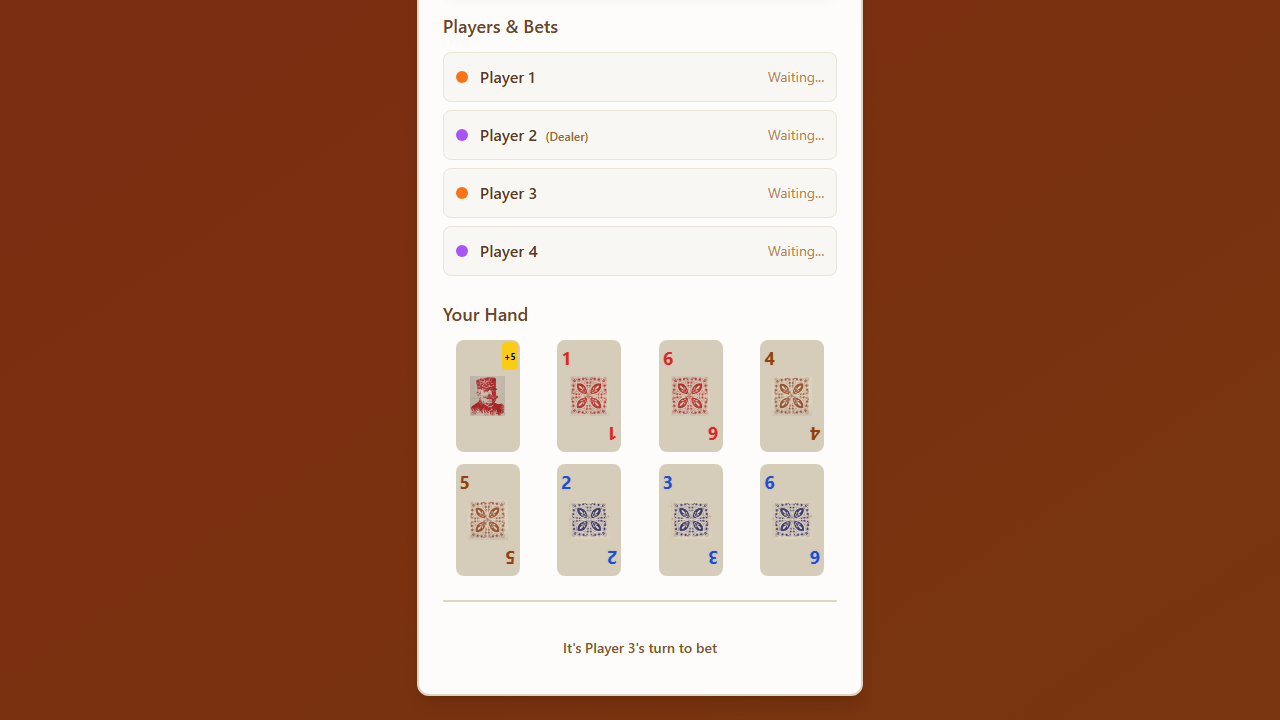 Players & Bets
Player 1 Waiting...
Player 2 (Dealer) Waiting...
Player 3 Waiting...
Player 4 Waiting...
Your Hand
+5 1 6 4
1 6 4
5 2 3 6
5 2 3 6
It's Player 3's turn to bet